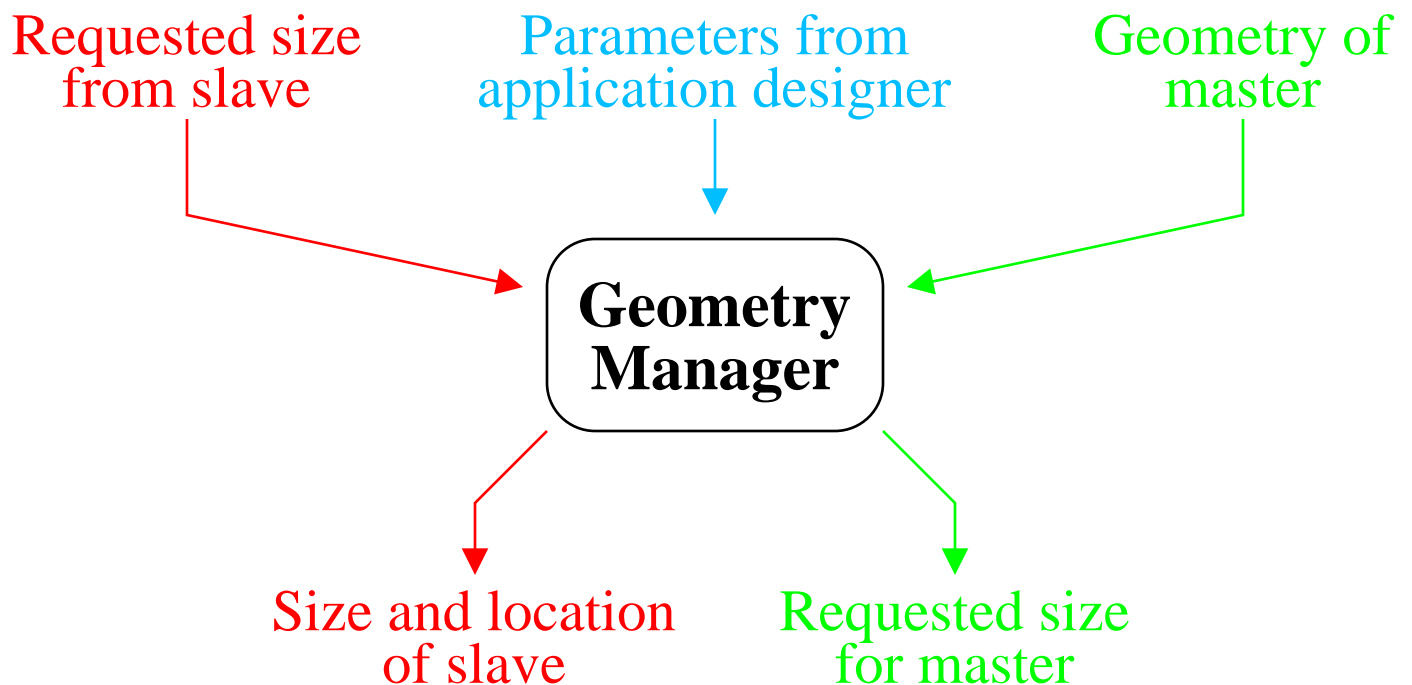 Requested size
from slave
Parameters from
application designer
Geometry of
master
Geometry
Manager
Size and location
of slave
Requested size
for master